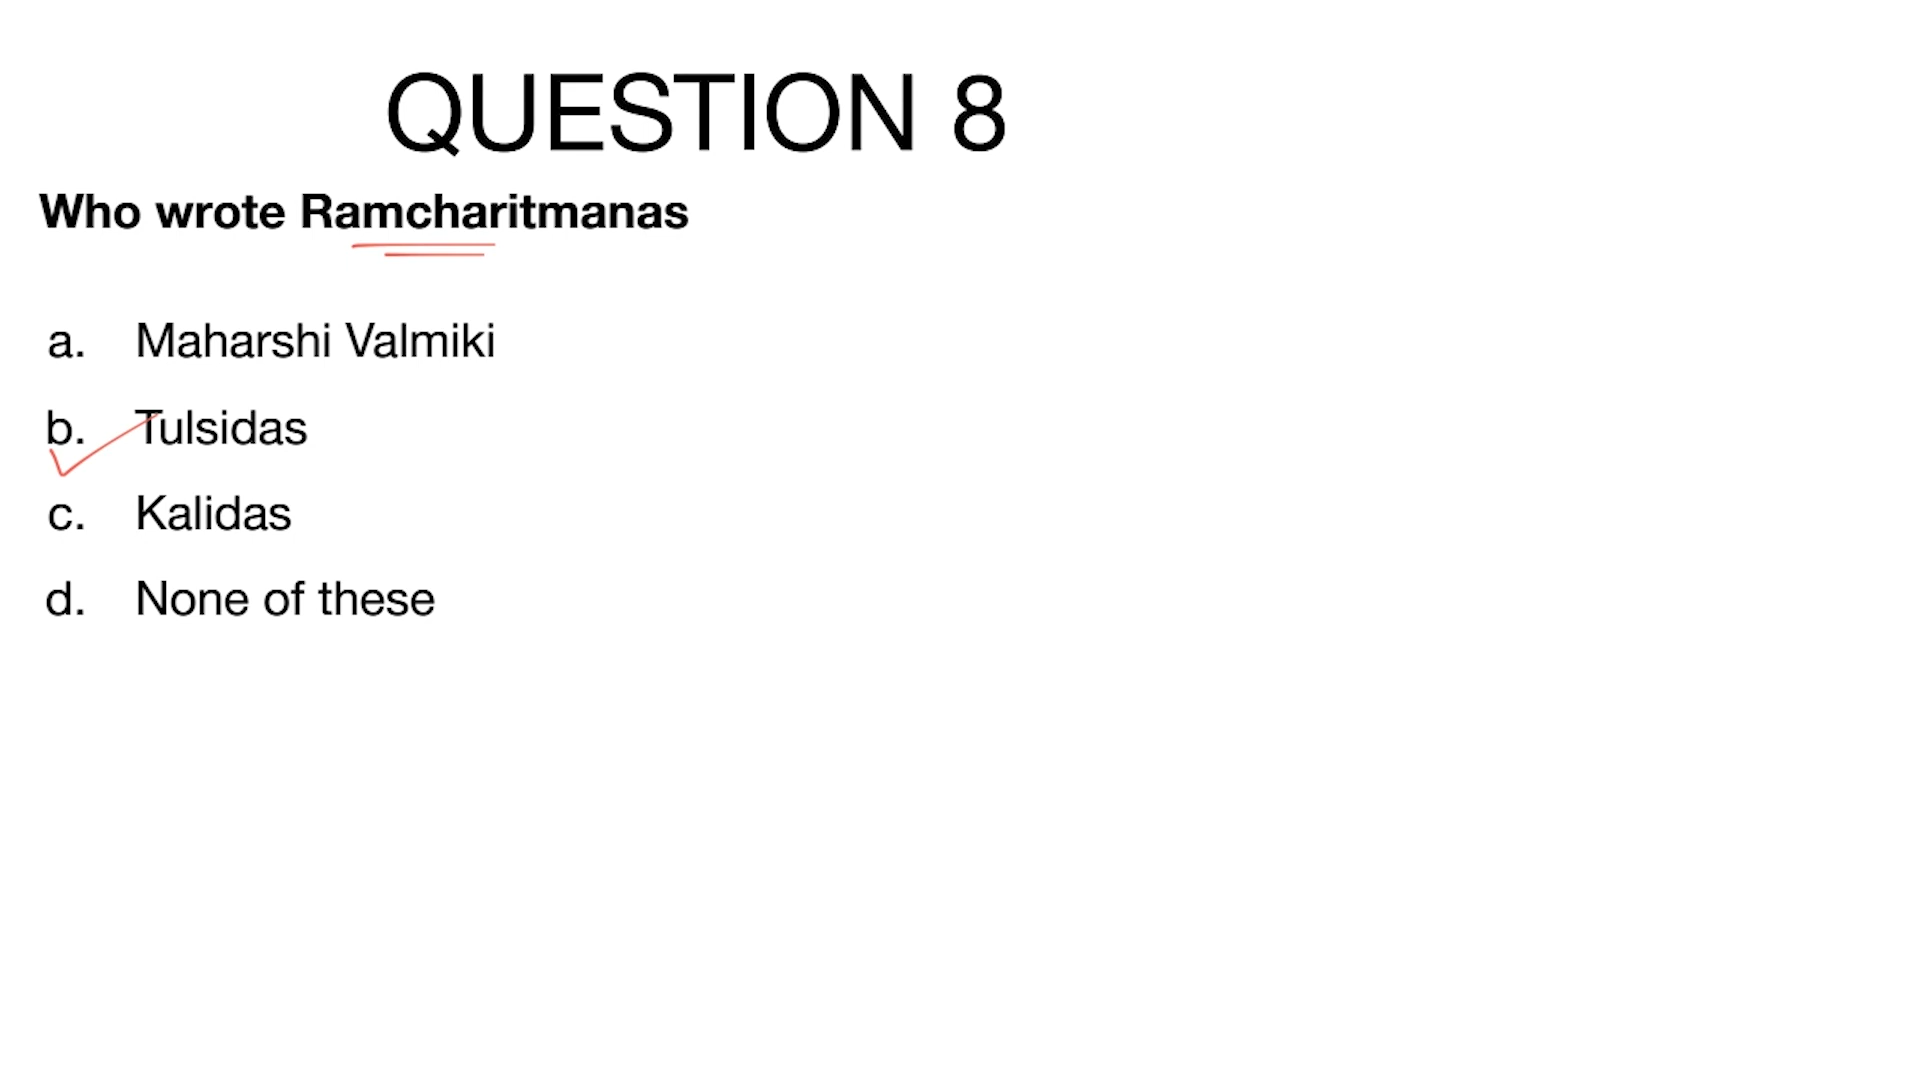 QUESTION 8
Who wrote Ramcharitmanas
a. Maharshi Valmiki
b. Tulsidas
c. Kalidas
d. None of these